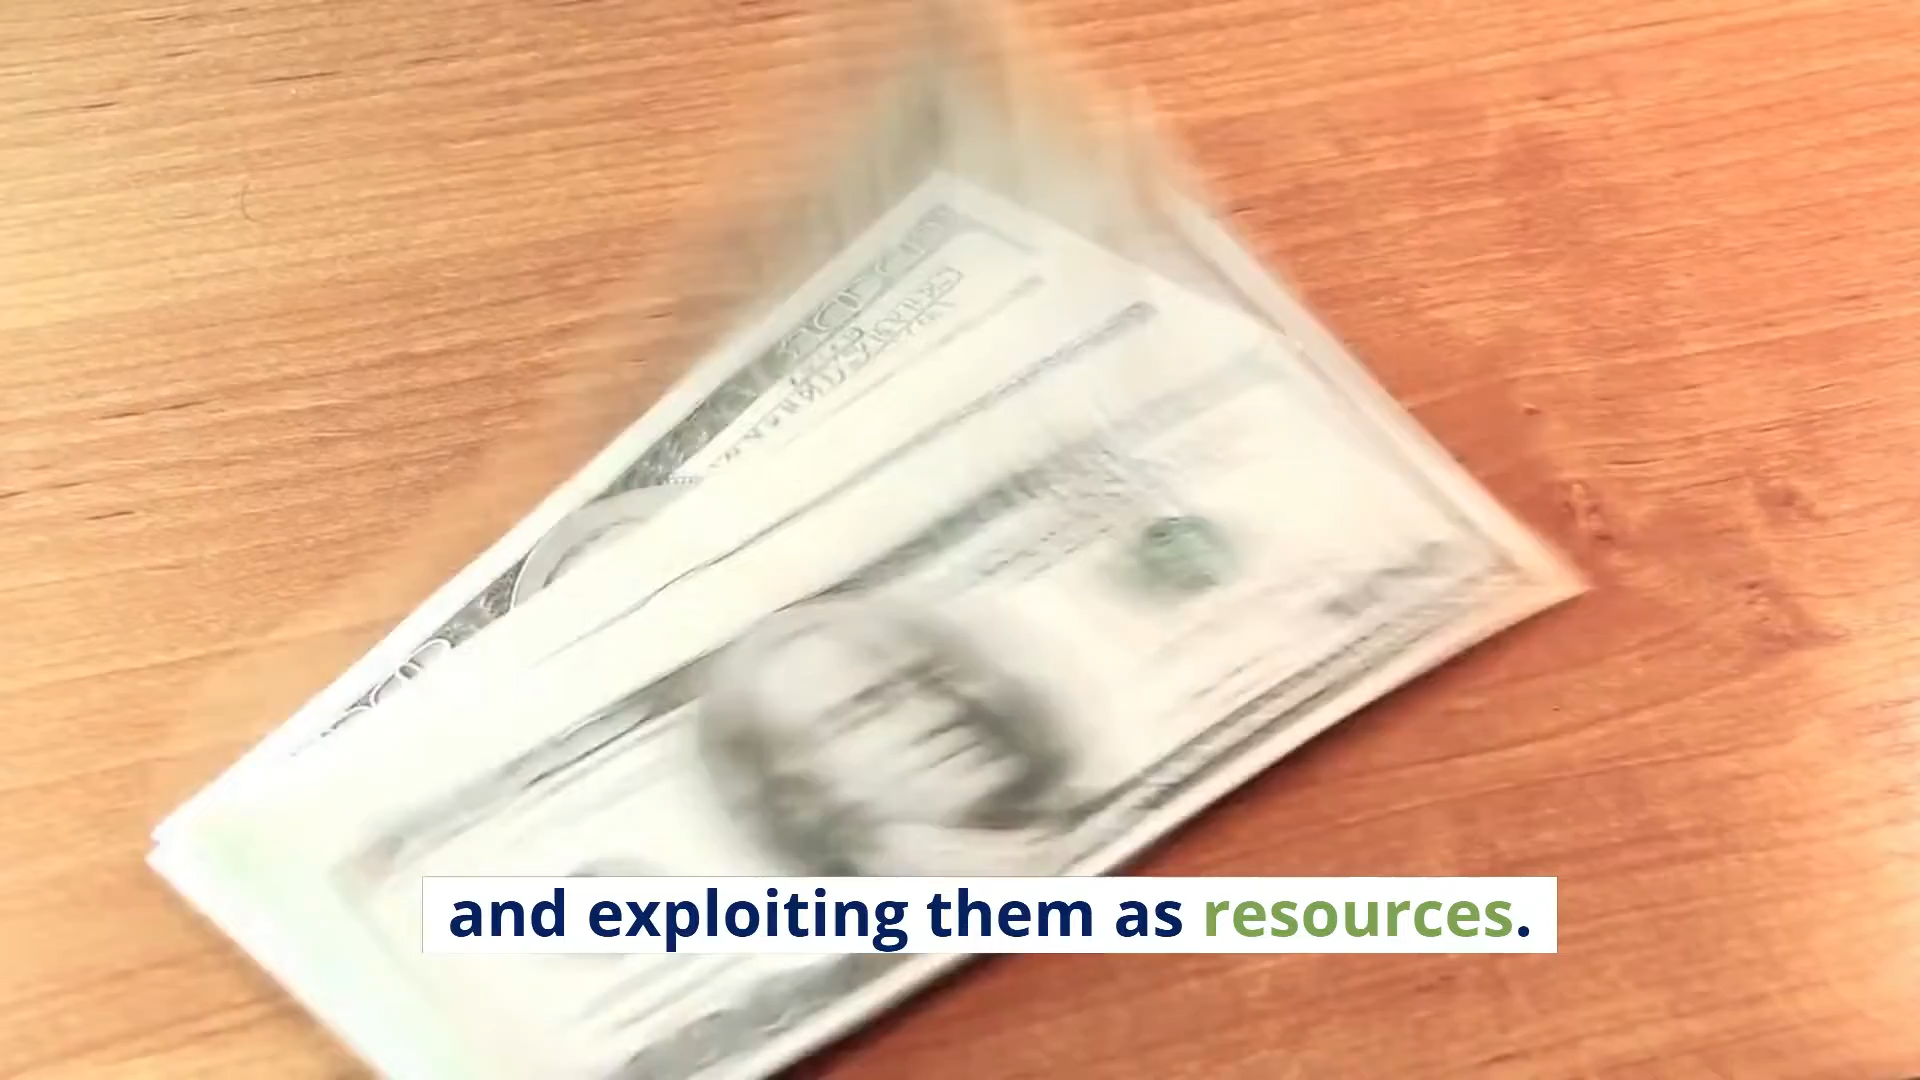 and exploiting them as resources.